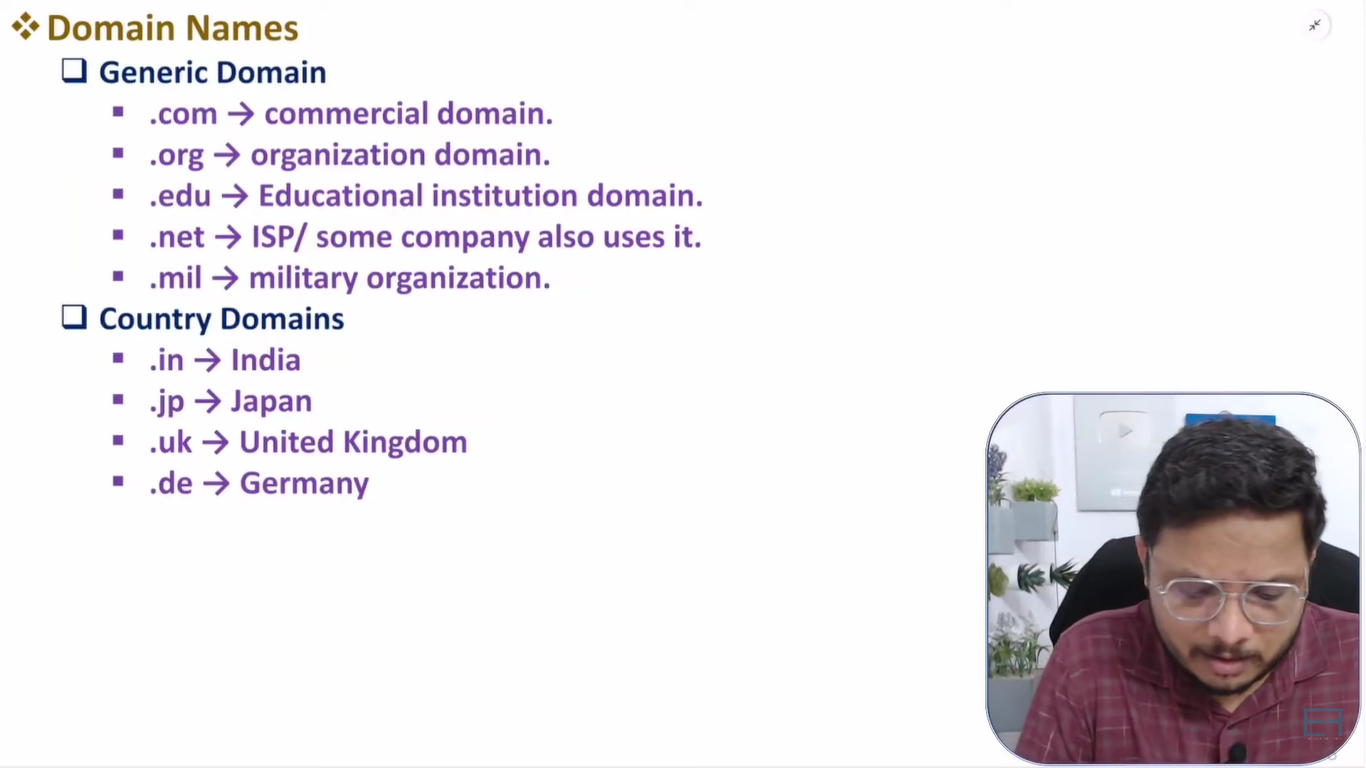 Domain Names
Generic Domain
.com → commercial domain.
.org → organization domain.
.edu → Educational institution domain.
.net → ISP/ some company also uses it.
.mil → military organization.
Country Domains
.in → India
.jp → Japan
.uk → United Kingdom
.de → Germany